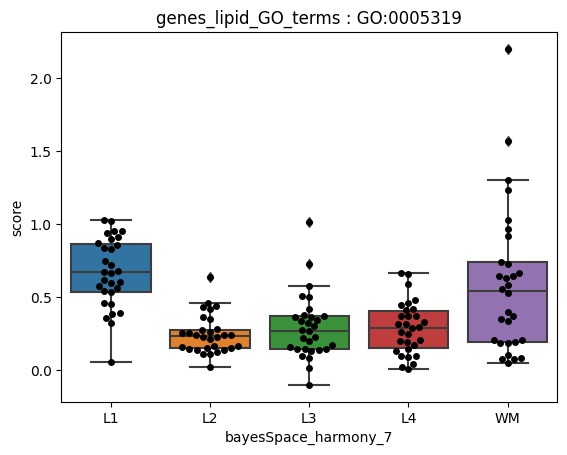 genes_lipid_GO_terms : GO:0005319
score
2.0
1.5
1.0
0.5
0.0
L1 L2 L3 L4 WM
bayesSpace_harmony_7